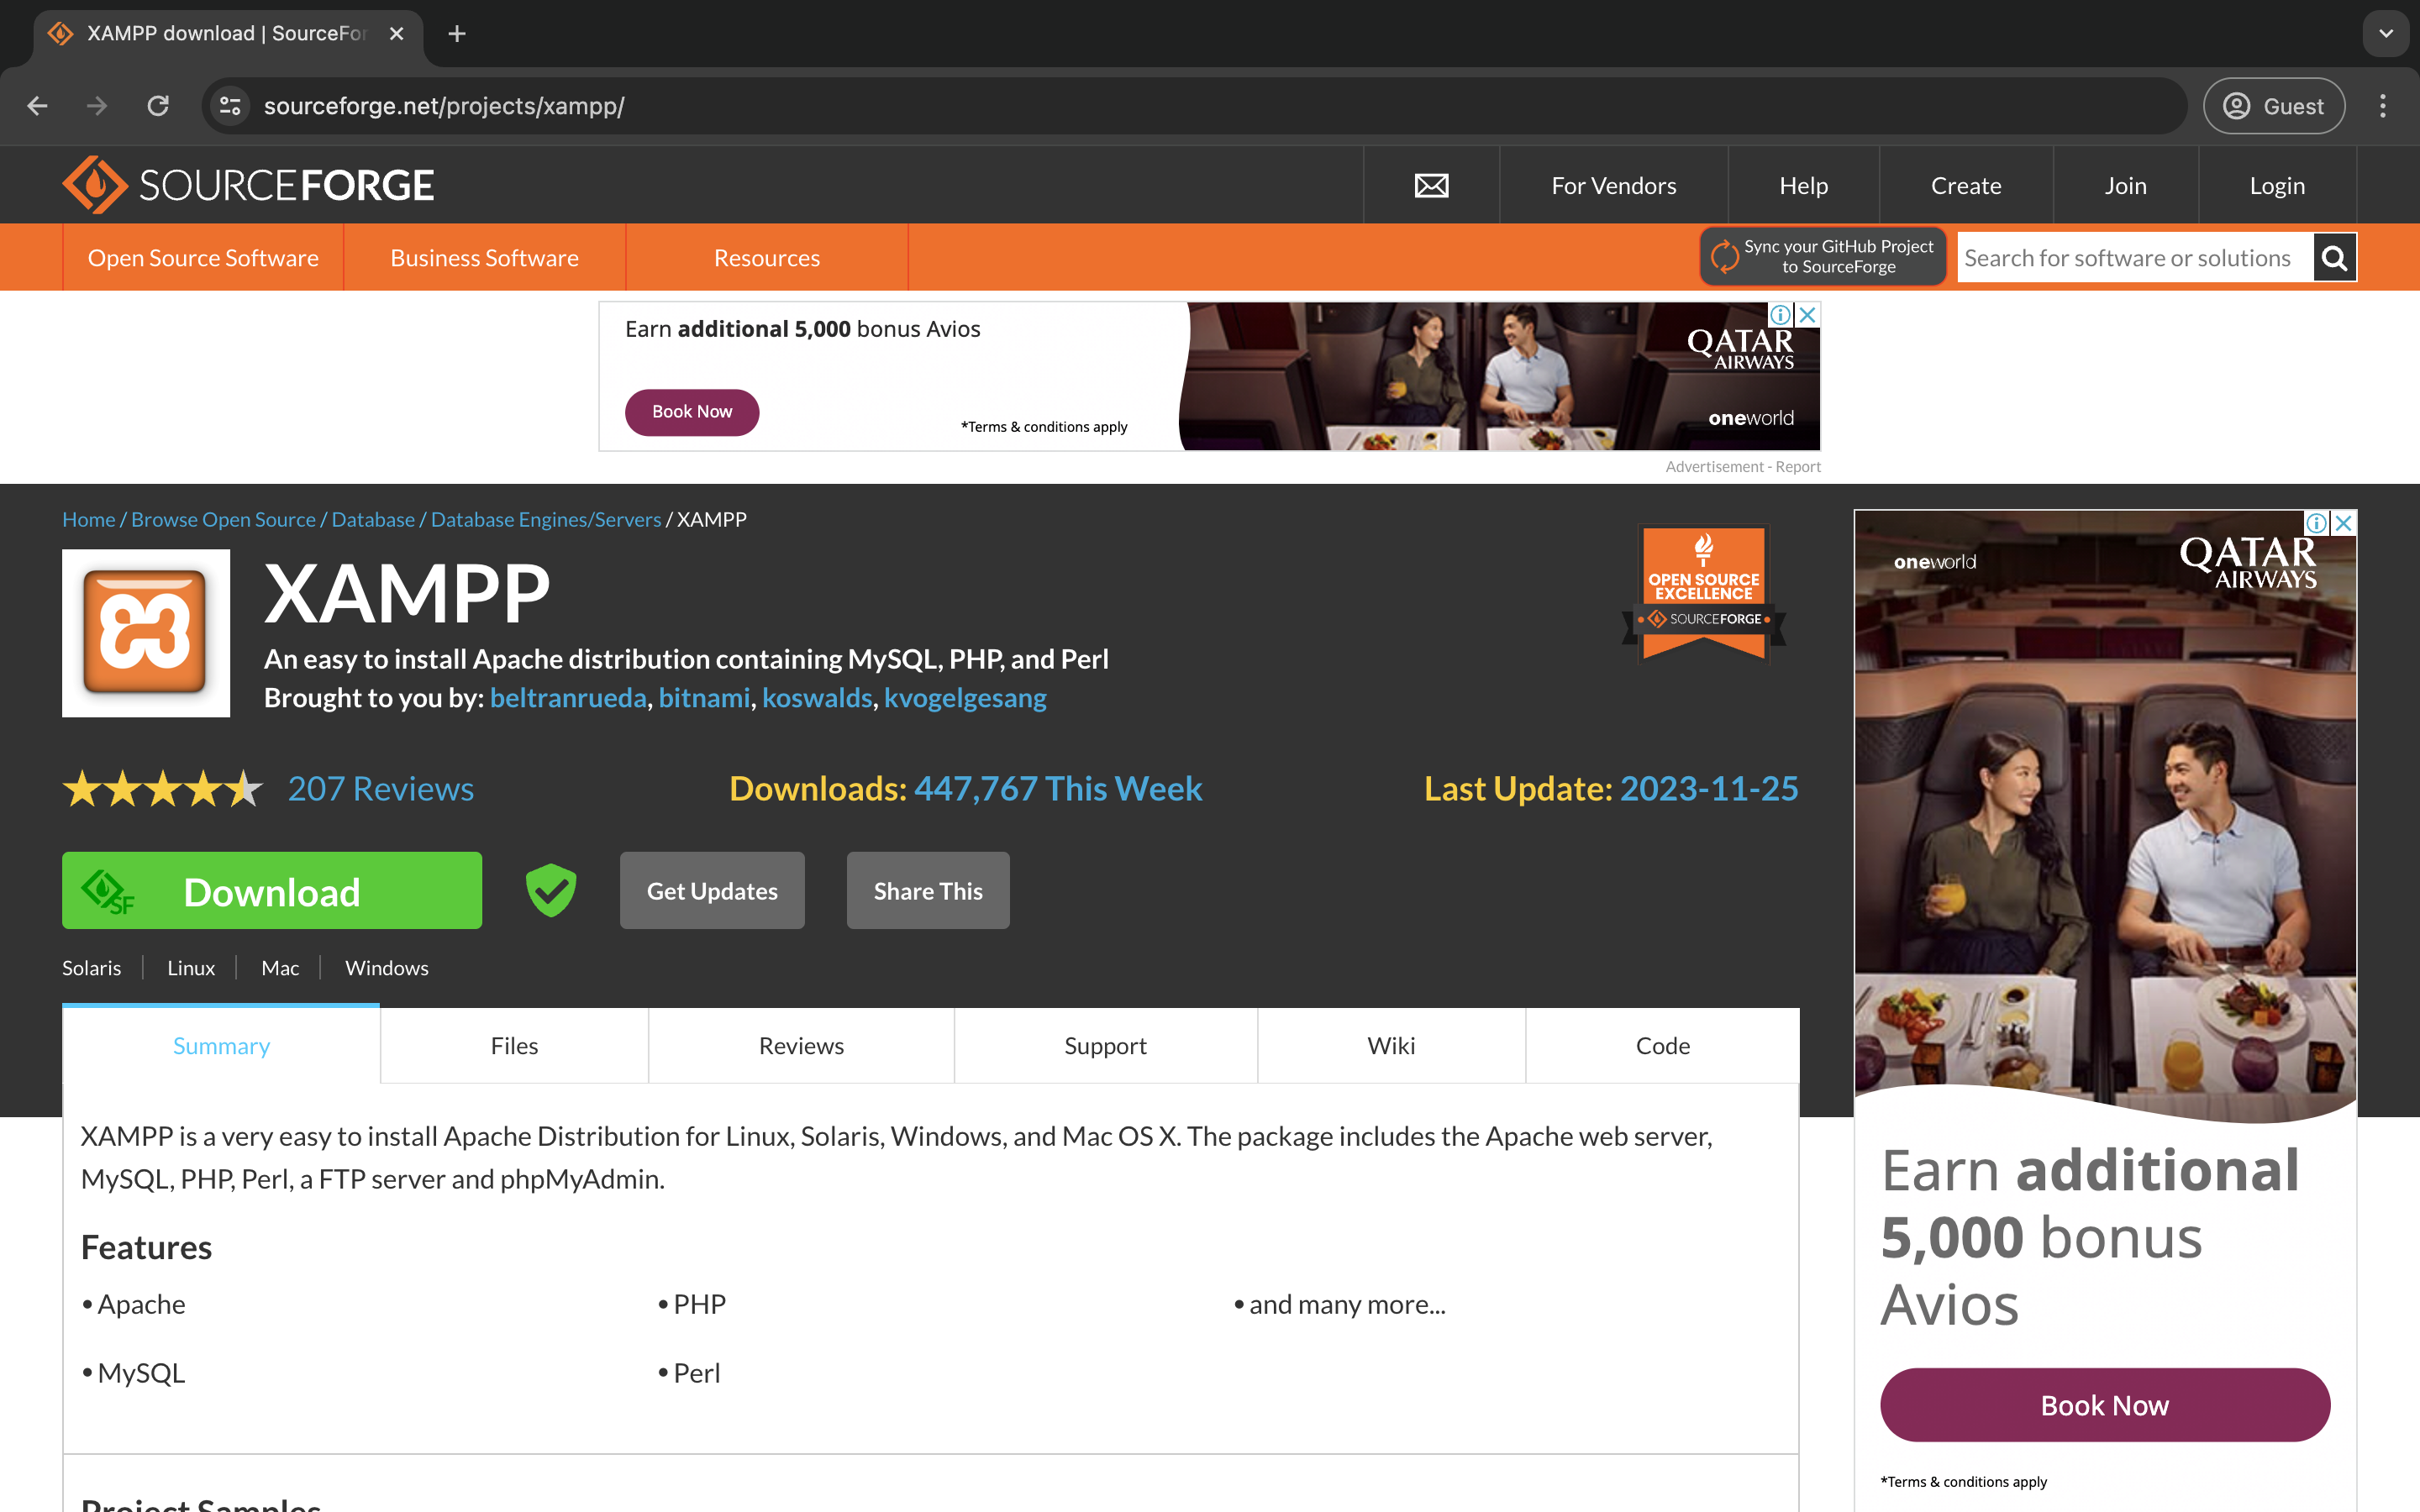 XAMPP download | SourceFor
sourceforge.net/projects/xampp/
Guest
SOURCEFORGE
For Vendors
Help
Create
Join
Login
Open Source Software
Business Software
Resources
Sync your GitHub Project
to SourceForge
Search for software or solutions
Earn additional 5,000 bonus Avios
Book Now
*Terms & conditions apply
QATAR
AIRWAYS
oneworld
Advertisement - Report
Home / Browse Open Source / Database / Database Engines/Servers / XAMPP
XAMPP
An easy to install Apache distribution containing MySQL, PHP, and Perl
Brought to you by: beltranrueda, bitnami, koswalds, kvogelgesang
OPEN SOURCE
EXCELLENCE
SOURCEFORGE
207 Reviews
Downloads: 447,767 This Week
Last Update: 2023-11-25
SF
Download
Get Updates
Share This
Solaris
Linux
Mac
Windows
Summary
Files
Reviews
Support
Wiki
Code
XAMPP is a very easy to install Apache Distribution for Linux, Solaris, Windows, and Mac OS X. The package includes the Apache web server,
MySQL, PHP, Perl, a FTP server and phpMyAdmin.
Features
• Apache
• PHP
• and many more...
• MySQL
• Perl
Project Samples
oneworld
QATAR
AIRWAYS
Earn additional
5,000 bonus
Avios
Book Now
*Terms & conditions apply